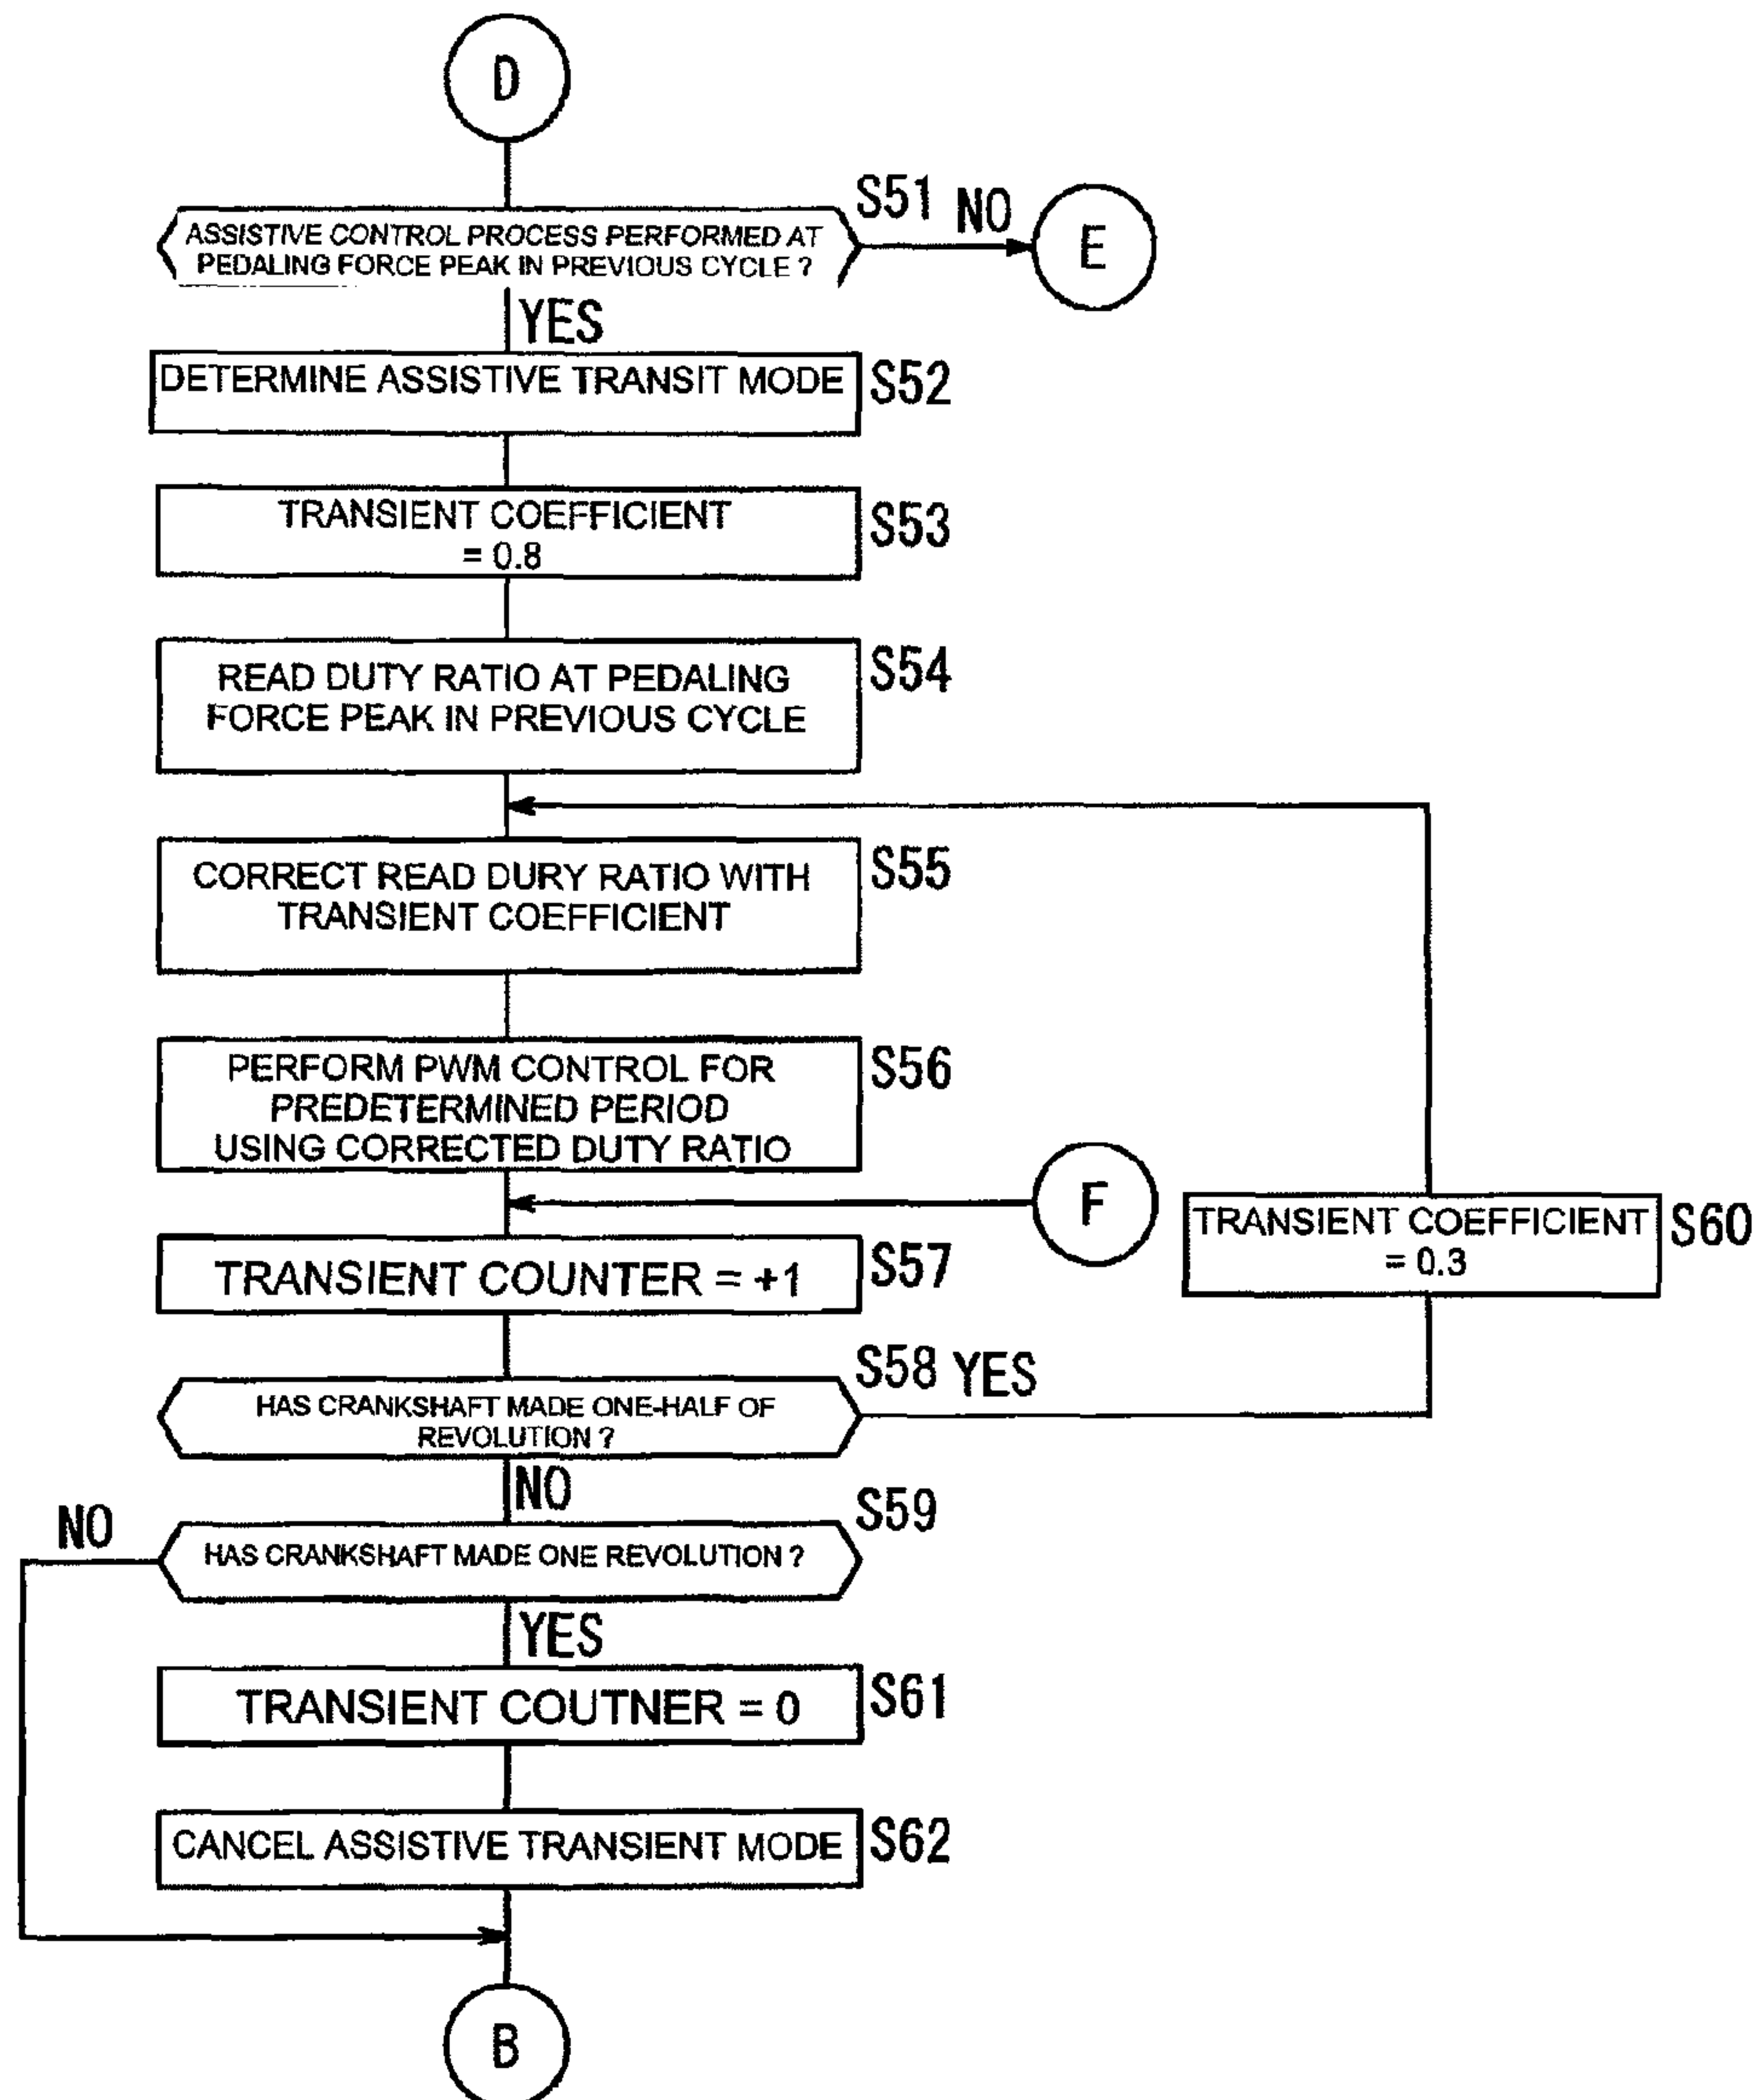 D
ASSISTIVE CONTROL PROCESS PERFORMED AT
PEDALING FORCE PEAK IN PREVIOUS CYCLE ?
S51
NO
E
YES
DETERMINE ASSISTIVE TRANSIT MODE
S52
TRANSIENT COEFFICIENT
= 0.8
S53
READ DUTY RATIO AT PEDALING
FORCE PEAK IN PREVIOUS CYCLE
S54
CORRECT READ DURY RATIO WITH
TRANSIENT COEFFICIENT
S55
PERFORM PWM CONTROL FOR
PREDETERMINED PERIOD
USING CORRECTED DUTY RATIO
S56
F
TRANSIENT COEFFICIENT
= 0.3
S60
TRANSIENT COUNTER = +1
S57
HAS CRANKSHAFT MADE ONE-HALF OF
REVOLUTION ?
S58
YES
NO
HAS CRANKSHAFT MADE ONE REVOLUTION ?
S59
NO
YES
TRANSIENT COUTNER = 0
S61
CANCEL ASSISTIVE TRANSIENT MODE
S62
B